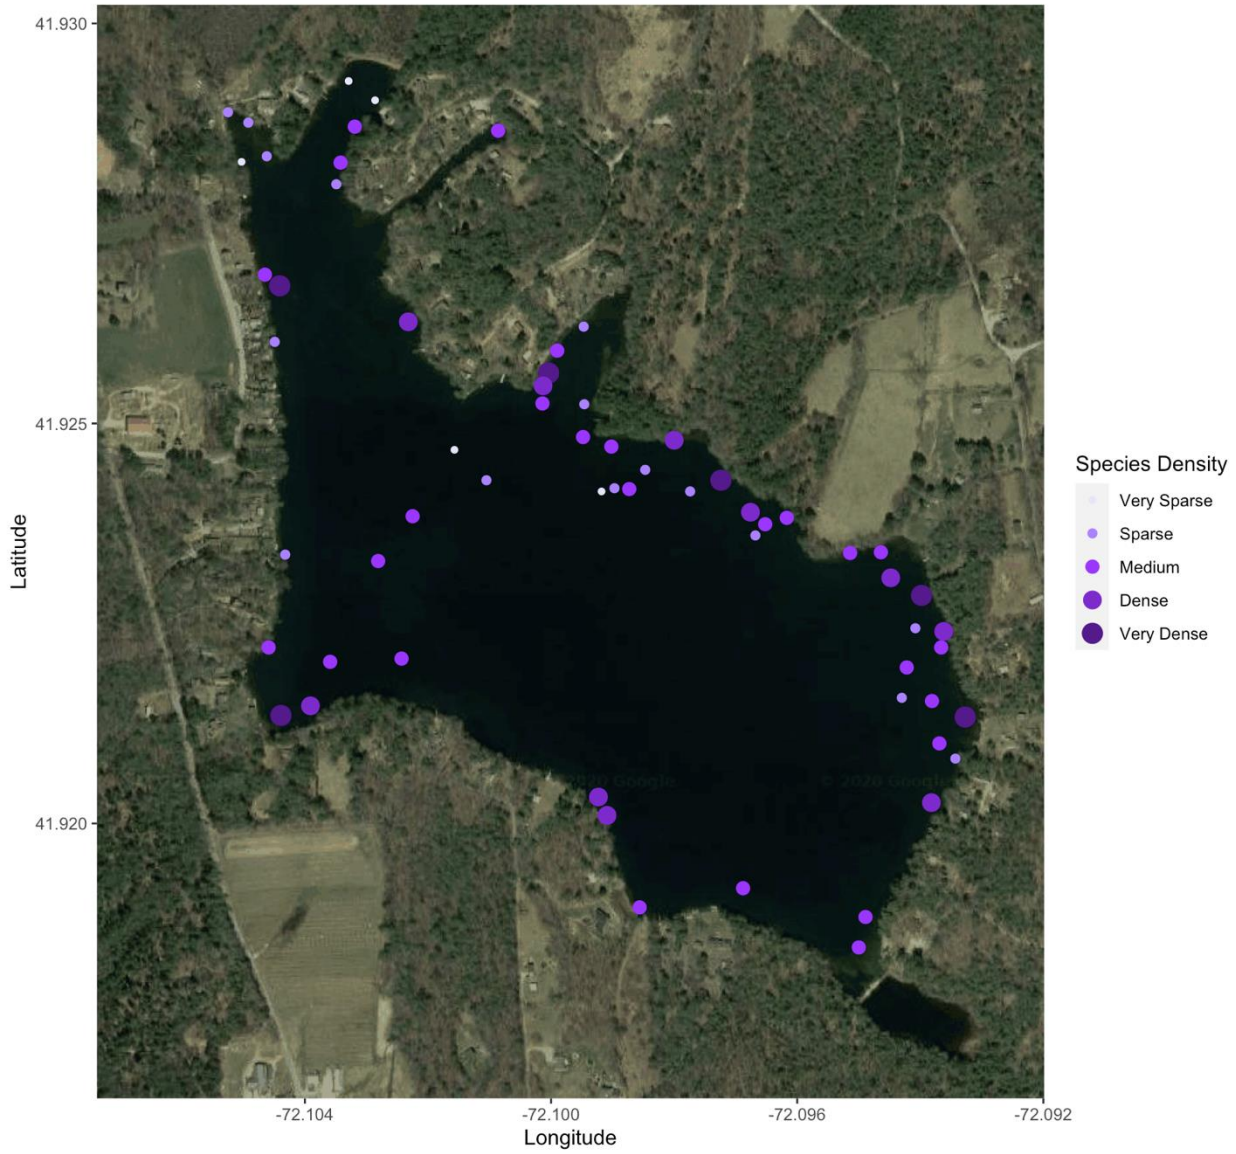 41.930
41.925
41.920
Latitude
2020 Google
© 2020 Google
-72.104
-72.100
-72.096
-72.092
Longitude
Species Density
Very Sparse
Sparse
Medium
Dense
Very Dense